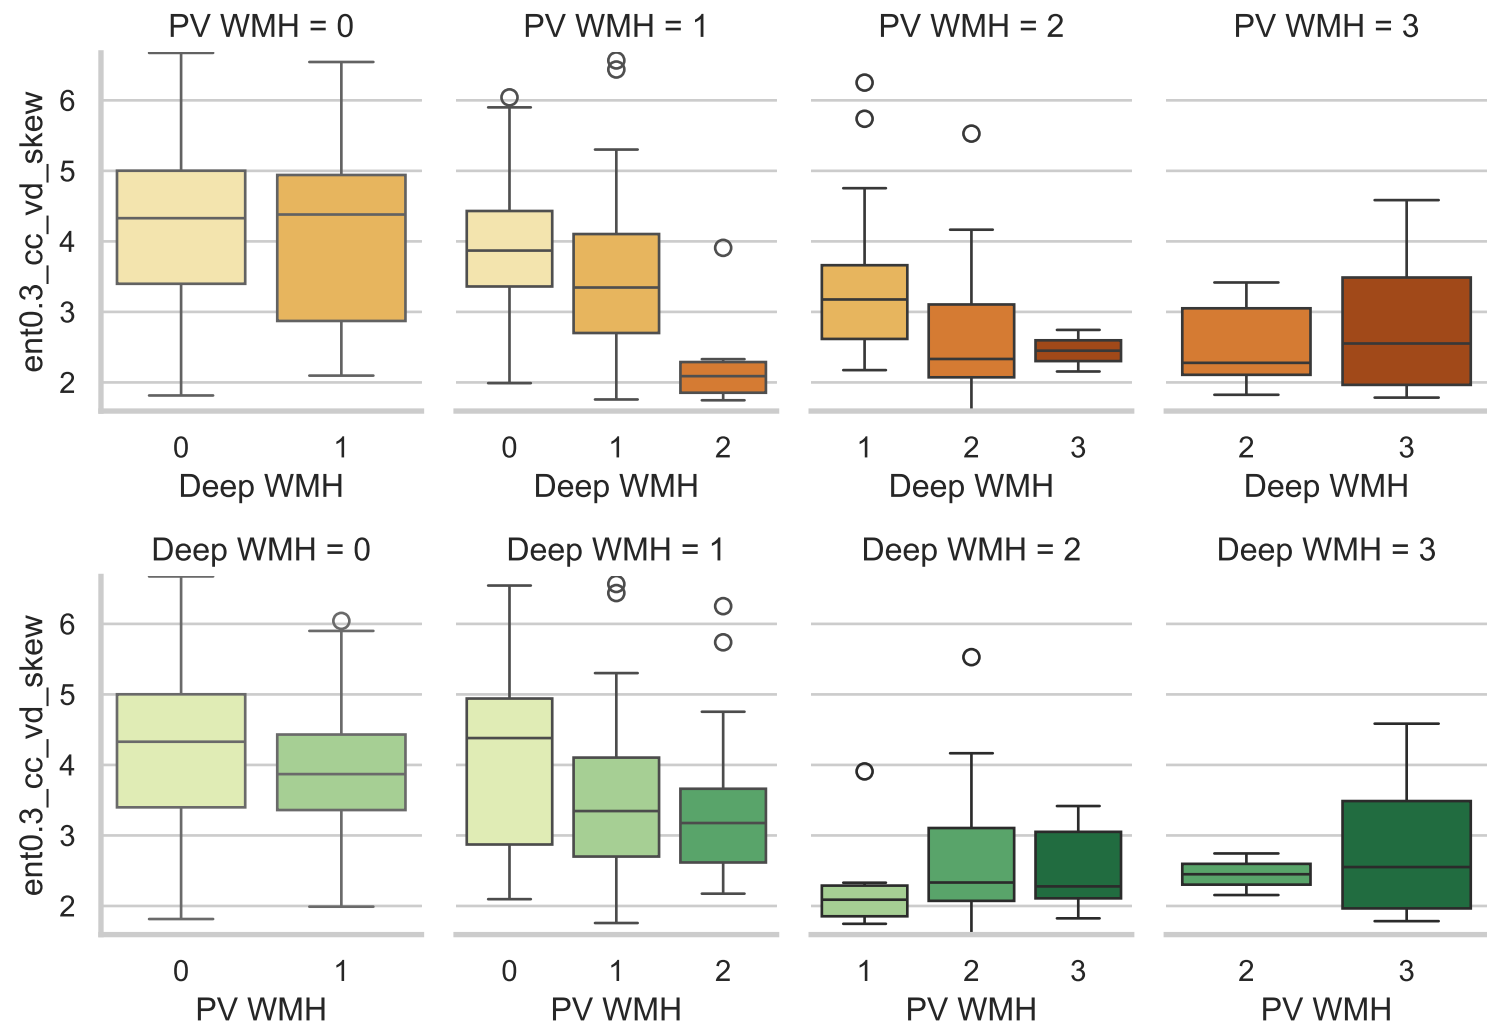 PV WMH = 0 PV WMH = 1 PV WMH = 2 PV WMH = 3
ent0.3_cc_vd_skew
6
5
4
3
2
0 1 0 1 2 1 2 3 2 3
Deep WMH Deep WMH Deep WMH Deep WMH
Deep WMH = 0 Deep WMH = 1 Deep WMH = 2 Deep WMH = 3
ent0.3_cc_vd_skew
6
5
4
3
2
0 1 0 1 2 1 2 3 2 3
PV WMH PV WMH PV WMH PV WMH